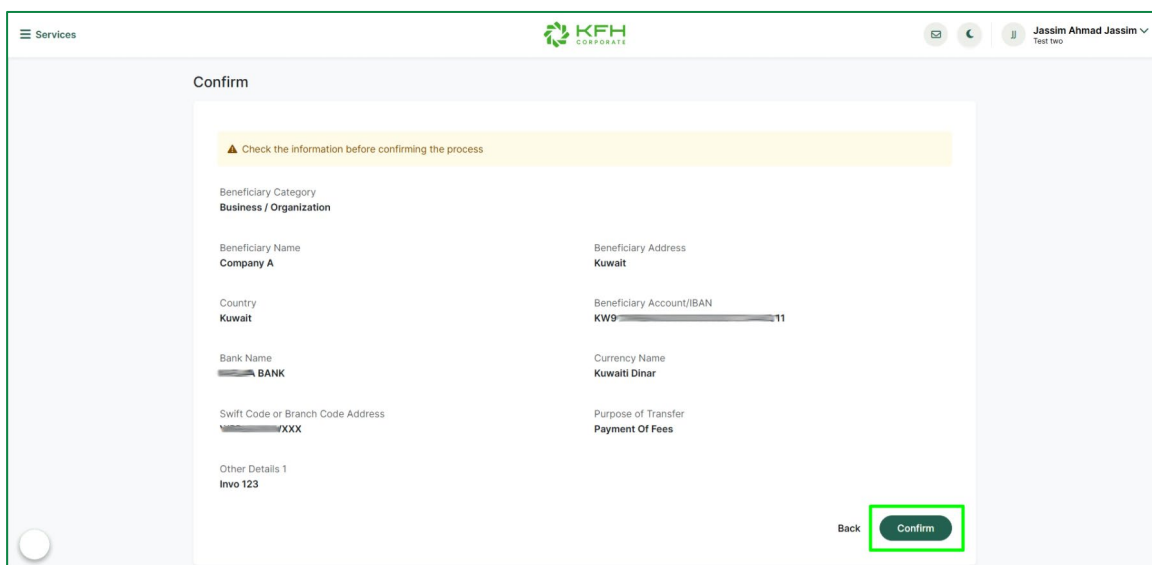 Services
KFH
CORPORATE
JJ
Jassim Ahmad Jassim
Test two
Confirm
Check the information before confirming the process
Beneficiary Category
Business / Organization
Beneficiary Name
Company A
Beneficiary Address
Kuwait
Country
Kuwait
Beneficiary Account/IBAN
KW9 11
Bank Name
BANK
Currency Name
Kuwaiti Dinar
Swift Code or Branch Code Address
XXX
Purpose of Transfer
Payment Of Fees
Other Details 1
Invo 123
Back
Confirm